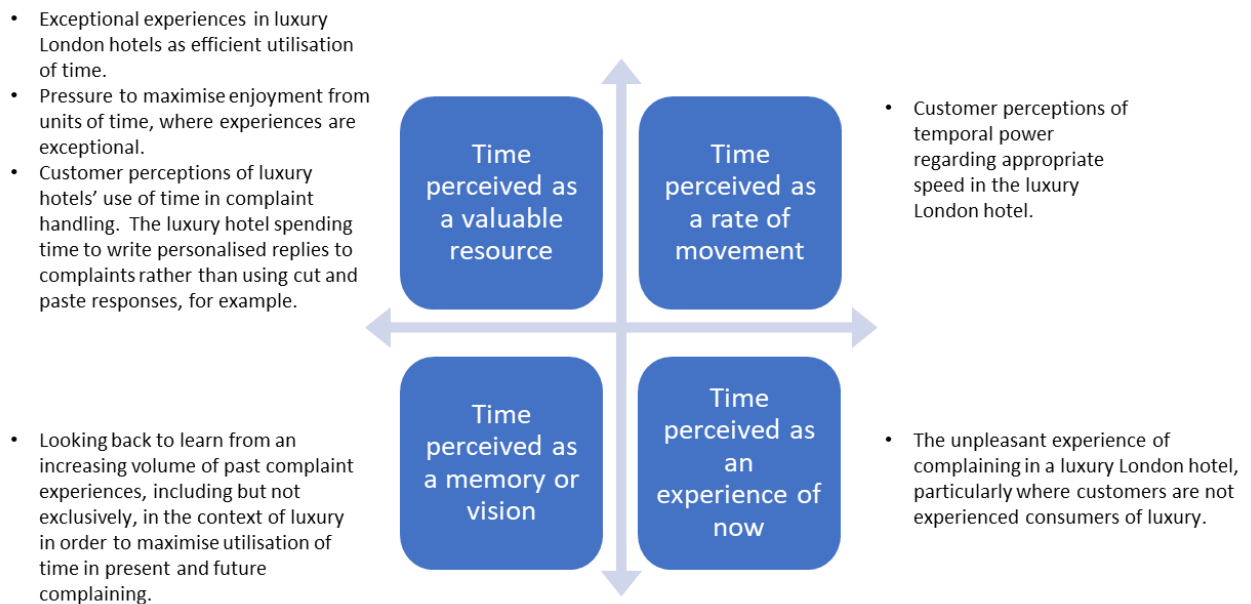 • Exceptional experiences in luxury
London hotels as efficient utilisation
of time.
• Pressure to maximise enjoyment from
units of time, where experiences are
exceptional.
• Customer perceptions of luxury
hotels’ use of time in complaint
handling.  The luxury hotel spending
time to write personalised replies to
complaints rather than using cut and
paste responses, for example.
Time
perceived as
a valuable
resource
Time
perceived as
a rate of
movement
• Customer perceptions of
temporal power
regarding appropriate
speed in the luxury
London hotel.
• Looking back to learn from an
increasing volume of past complaint
experiences, including but not
exclusively, in the context of luxury
in order to maximise utilisation of
time in present and future
complaining.
Time
perceived as
a memory or
vision
Time
perceived as
an
experience of
now
• The unpleasant experience of
complaining in a luxury London hotel,
particularly where customers are not
experienced consumers of luxury.